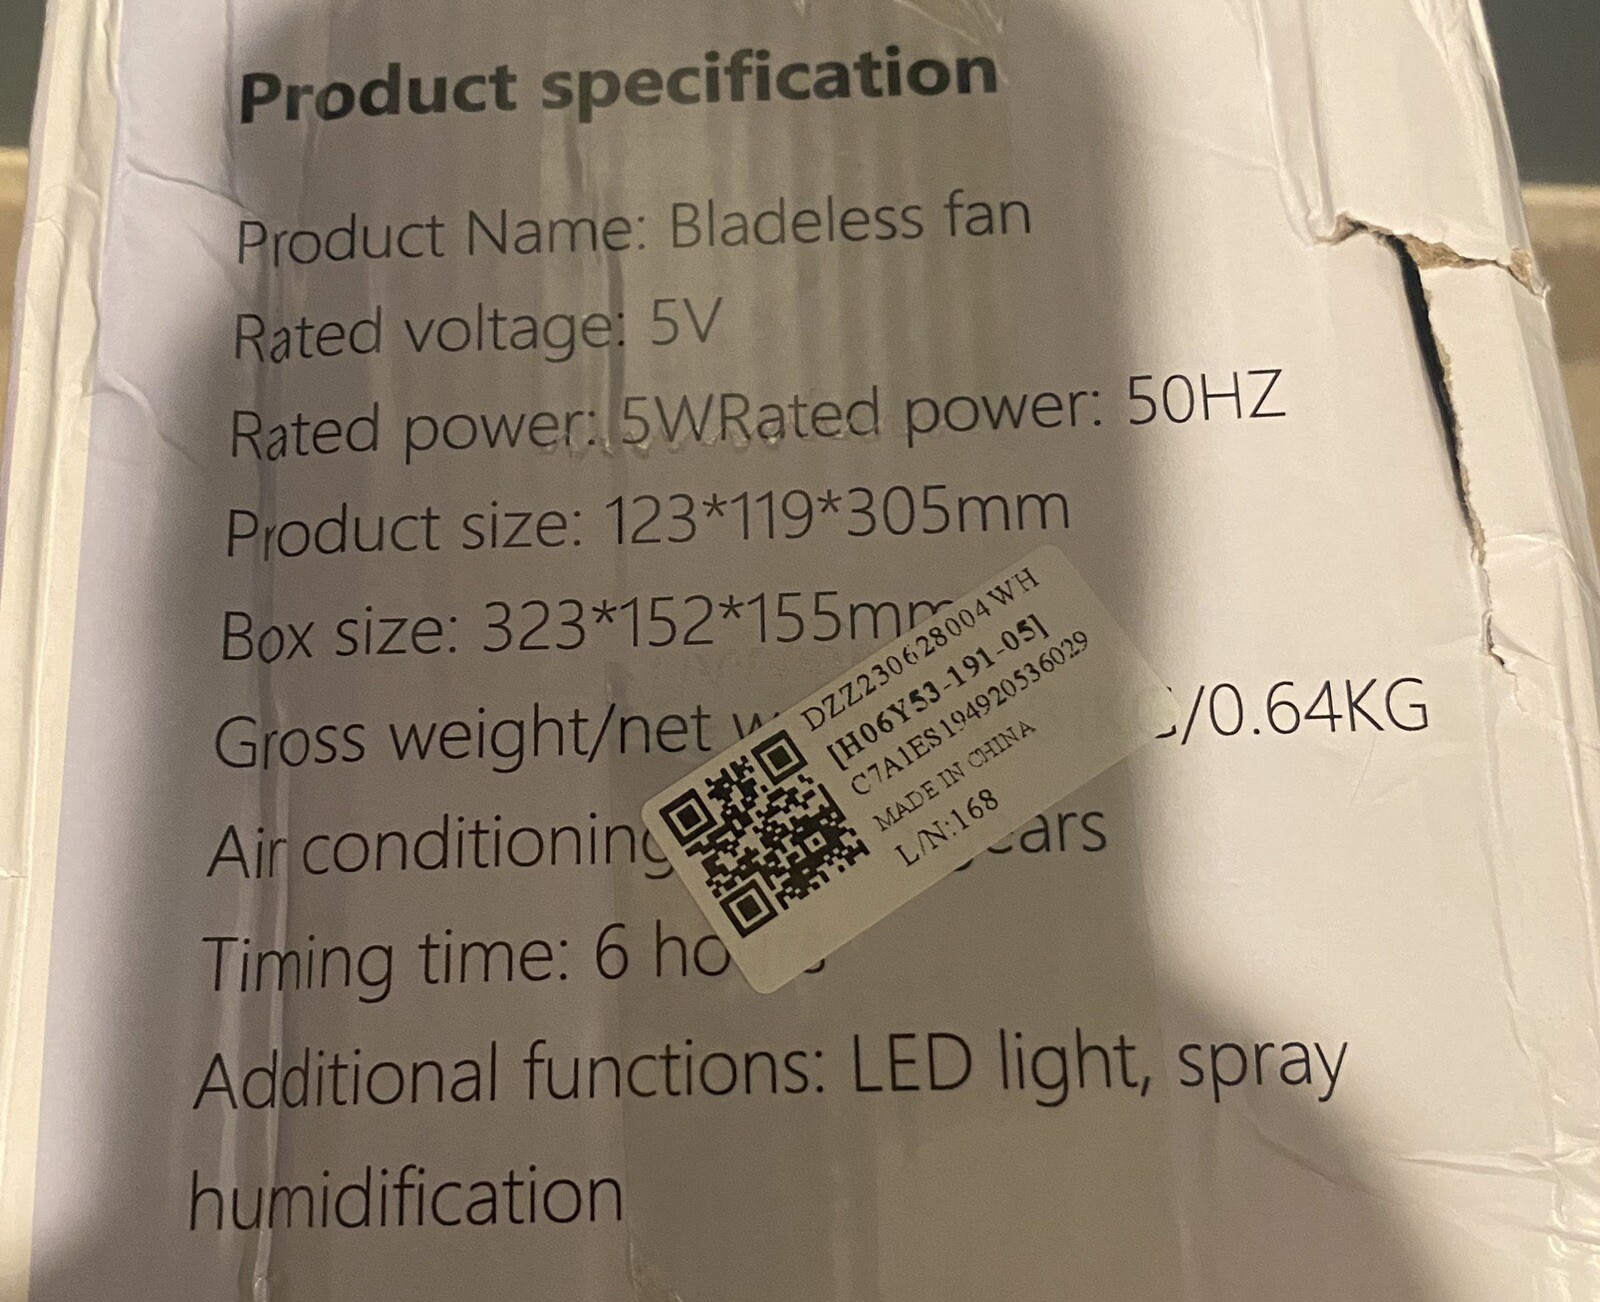 Product specification
Product Name: Bladeless fan
Rated voltage: 5V
Rated power: 5WRated power: 50HZ
Product size: 123*119*305mm
Box size: 323*152*155mm
Gross weight/net /0.64KG
Air conditioning
Timing time: 6
Additional functions: LED light, spray
humidification
DZZ230628004WH
[H06Y53-191-05]
C7A1ES194920536029
MADE IN CHINA
L/N:168